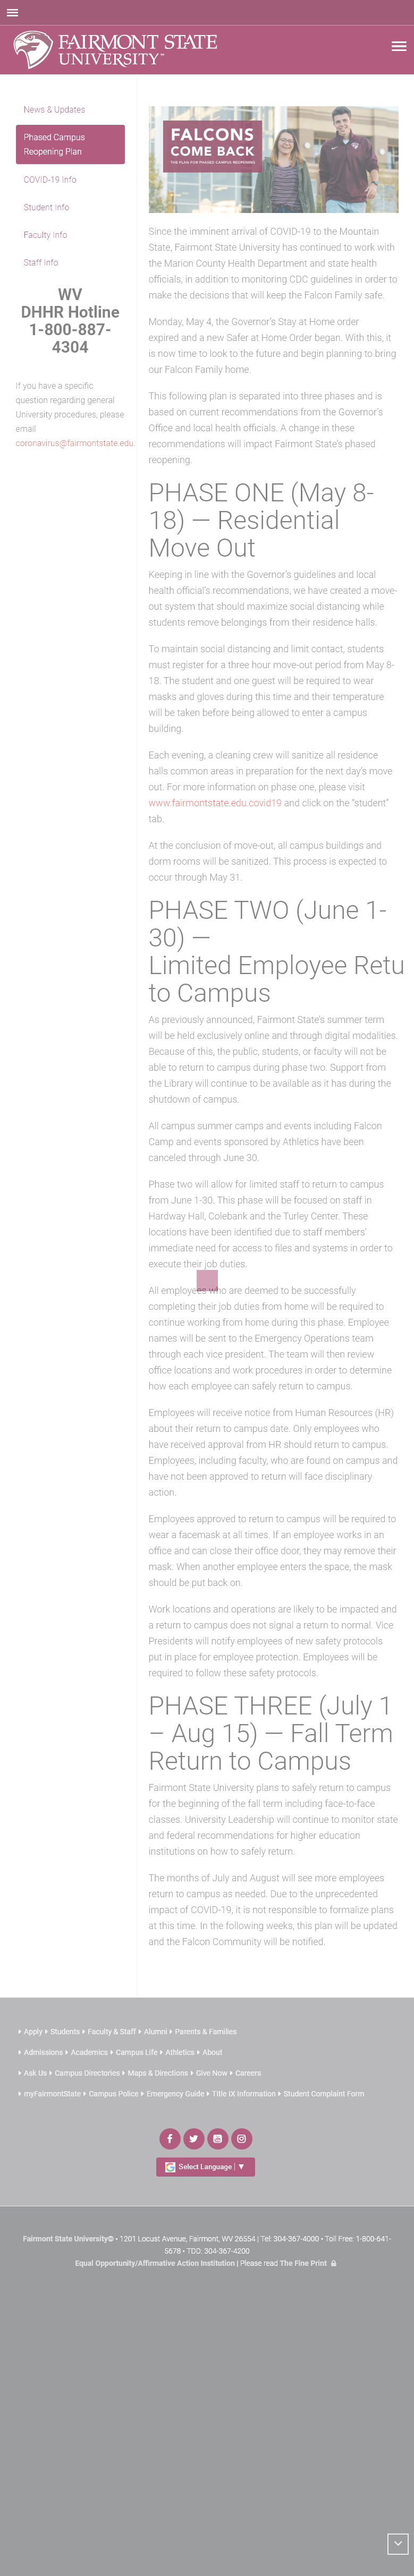 FAIRMONT STATE
UNIVERSITY™
News & Updates
Phased Campus
Reopening Plan
COVID-19 Info
Student Info
Faculty Info
Staff Info
WV
DHHR Hotline
1-800-887-
4304
If you have a specific
question regarding general
University procedures, please
email
coronavirus@fairmontstate.edu.
FALCONS
COME BACK
THE PLAN FOR PHASED CAMPUS REOPENING
Since the imminent arrival of COVID-19 to the Mountain
State, Fairmont State University has continued to work with
the Marion County Health Department and state health
officials, in addition to monitoring CDC guidelines in order to
make the decisions that will keep the Falcon Family safe.
Monday, May 4, the Governor's Stay at Home order
expired and a new Safer at Home Order began. With this, it
is now time to look to the future and begin planning to bring
our Falcon Family home.
This following plan is separated into three phases and is
based on current recommendations from the Governor's
Office and local health officials. A change in these
recommendations will impact Fairmont State's phased
reopening.
PHASE ONE (May 8-
18) — Residential
Move Out
Keeping in line with the Governor's guidelines and local
health official's recommendations, we have created a move-
out system that should maximize social distancing while
students remove belongings from their residence halls.
To maintain social distancing and limit contact, students
must register for a three hour move-out period from May 8-
18. The student and one guest will be required to wear
masks and gloves during this time and their temperature
will be taken before being allowed to enter a campus
building.
Each evening, a cleaning crew will sanitize all residence
halls common areas in preparation for the next day's move
out. For more information on phase one, please visit
www.fairmontstate.edu.covid19 and click on the “student”
tab.
At the conclusion of move-out, all campus buildings and
dorm rooms will be sanitized. This process is expected to
occur through May 31.
PHASE TWO (June 1-
30) —
Limited Employee Retu
to Campus
As previously announced, Fairmont State's summer term
will be held exclusively online and through digital modalities.
Because of this, the public, students, or faculty will not be
able to return to campus during phase two. Support from
the Library will continue to be available as it has during the
shutdown of campus.
All campus summer camps and events including Falcon
Camp and events sponsored by Athletics have been
canceled through June 30.
Phase two will allow for limited staff to return to campus
from June 1-30. This phase will be focused on staff in
Hardway Hall, Colebank and the Turley Center. These
locations have been identified due to staff members'
immediate need for access to files and systems in order to
execute their job duties.
All employees who are deemed to be successfully
completing their job duties from home will be required to
continue working from home during this phase. Employee
names will be sent to the Emergency Operations team
through each vice president. The team will then review
office locations and work procedures in order to determine
how each employee can safely return to campus.
Employees will receive notice from Human Resources (HR)
about their return to campus date. Only employees who
have received approval from HR should return to campus.
Employees, including faculty, who are found on campus and
have not been approved to return will face disciplinary
action.
Employees approved to return to campus will be required to
wear a facemask at all times. If an employee works in an
office and can close their office door, they may remove their
mask. When another employee enters the space, the mask
should be put back on.
Work locations and operations are likely to be impacted and
a return to campus does not signal a return to normal. Vice
Presidents will notify employees of new safety protocols
put in place for employee protection. Employees will be
required to follow these safety protocols.
PHASE THREE (July 1
– Aug 15) — Fall Term
Return to Campus
Fairmont State University plans to safely return to campus
for the beginning of the fall term including face-to-face
classes. University Leadership will continue to monitor state
and federal recommendations for higher education
institutions on how to safely return.
The months of July and August will see more employees
return to campus as needed. Due to the unprecedented
impact of COVID-19, it is not responsible to formalize plans
at this time. In the following weeks, this plan will be updated
and the Falcon Community will be notified.
Apply Students Faculty & Staff Alumni Parents & Families
Admissions Academics Campus Life Athletics About
Ask Us Campus Directories Maps & Directions Give Now Careers
myFairmontState Campus Police Emergency Guide Title IX Information Student Complaint Form
Select Language ▼
Fairmont State University© • 1201 Locust Avenue, Fairmont, WV 26554 | Tel: 304-367-4000 • Toll Free: 1-800-641-
5678 • TDD: 304-367-4200
Equal Opportunity/Affirmative Action Institution | Please read The Fine Print